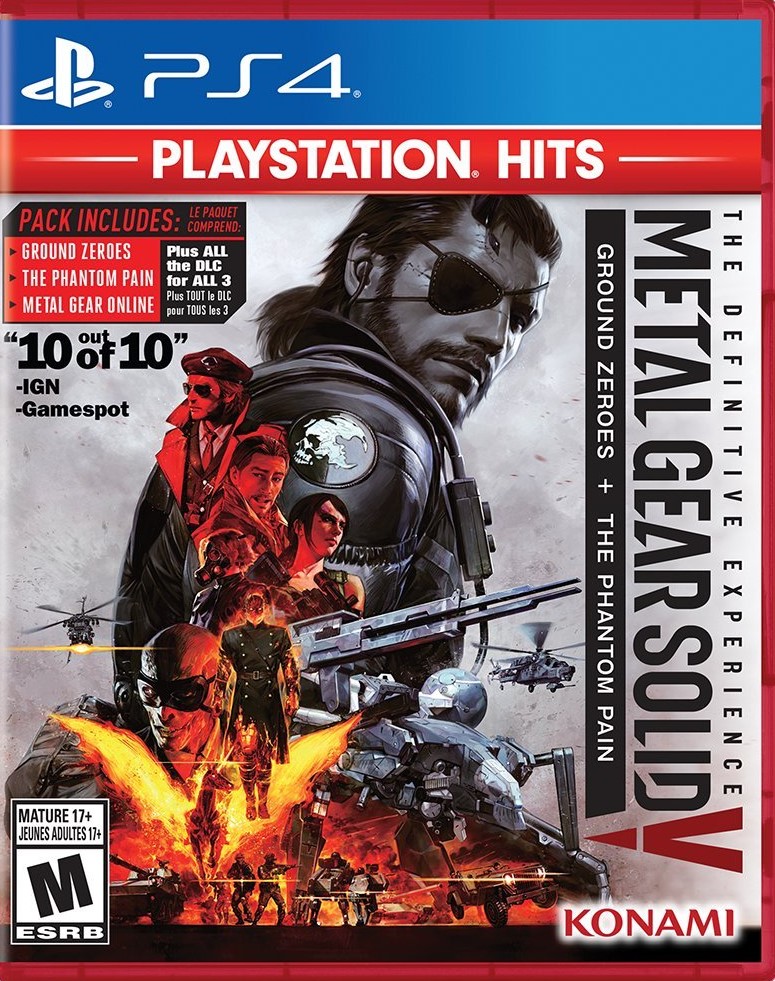 PS4
PLAYSTATION® HITS
PACK INCLUDES:
LE PAQUET
COMPREND:
GROUND ZEROES
THE PHANTOM PAIN
METAL GEAR ONLINE
Plus ALL
the DLC
for ALL 3
Plus TOUT le DLC
pour TOUS les 3
"10 out of 10"
-IGN
-Gamespot
THE DEFINITIVE EXPERIENCE
METAL GEAR SOLID V
GROUND ZEROES + THE PHANTOM PAIN
MATURE 17+
JEUNES ADULTES 17+
M
ESRB
KONAMI